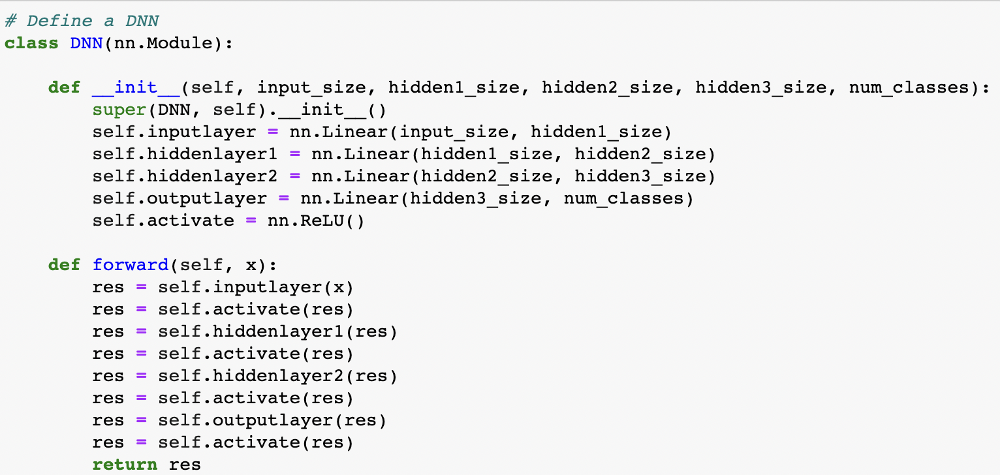 # Define a DNN
class DNN(nn.Module):
    def __init__(self, input_size, hidden1_size, hidden2_size, hidden3_size, num_classes):
        super(DNN, self).__init__()
        self.inputlayer = nn.Linear(input_size, hidden1_size)
        self.hiddenlayer1 = nn.Linear(hidden1_size, hidden2_size)
        self.hiddenlayer2 = nn.Linear(hidden2_size, hidden3_size)
        self.outputlayer = nn.Linear(hidden3_size, num_classes)
        self.activate = nn.ReLU()
    def forward(self, x):
        res = self.inputlayer(x)
        res = self.activate(res)
        res = self.hiddenlayer1(res)
        res = self.activate(res)
        res = self.hiddenlayer2(res)
        res = self.activate(res)
        res = self.outputlayer(res)
        res = self.activate(res)
        return res